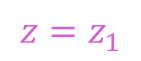 z = z₁